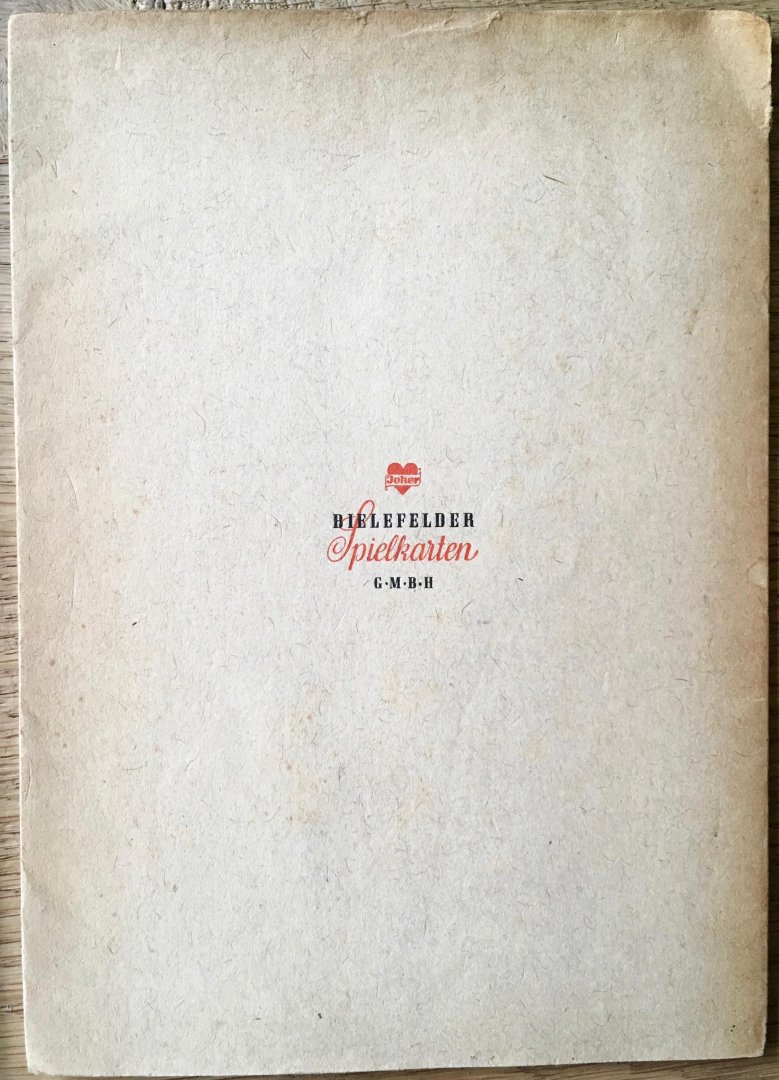 Joker
BIELEFELDER
Spielkarten
G·M·B·H